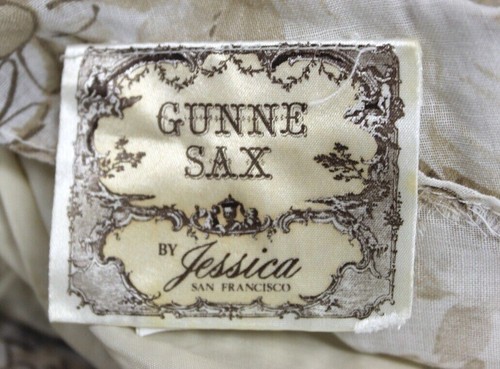 GUNNE
SAX
BY Jessica
SAN FRANCISCO